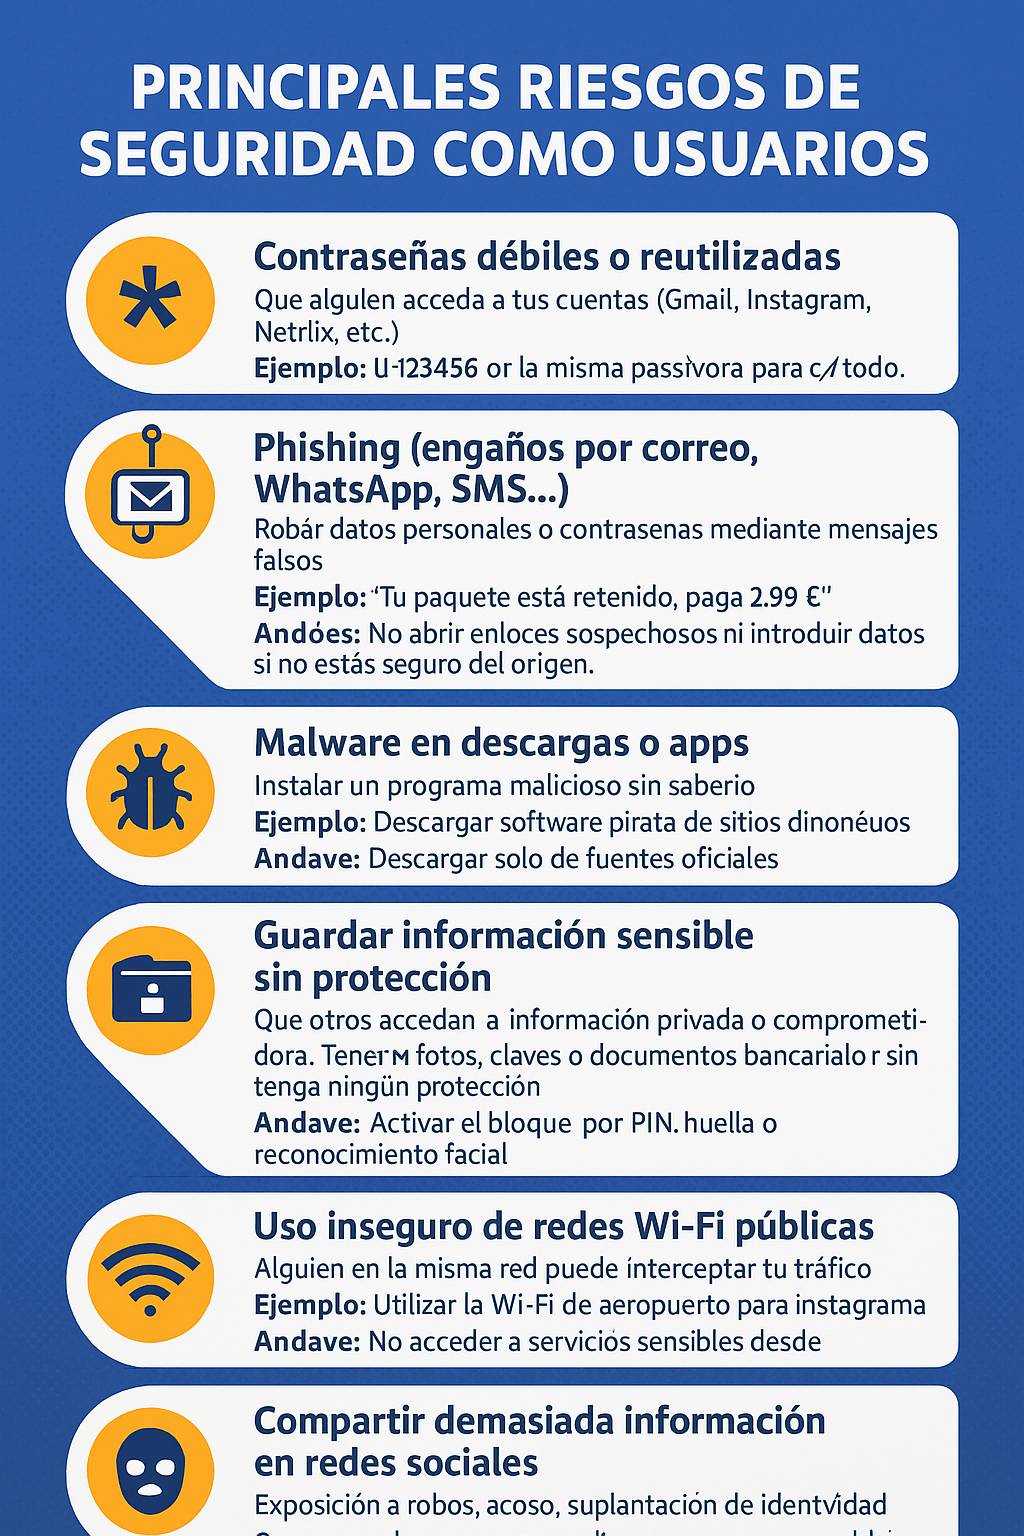 PRINCIPALES RIESGOS DE
SEGURIDAD COMO USUARIOS
Contraseñas débiles o reutilizadas
Que algulen acceda a tus cuentas (Gmail, Instagram,
Netrlix, etc.)
Ejemplo: U-123456 or la misma passivora para c/ todo.
Phishing (engaños por correo,
WhatsApp, SMS...)
Robár datos personales o contrasenas mediante mensajes
falsos
Ejemplo: “Tu paquete está retenido, paga 2.99 €”
Andóes: No abrir enloces sospechosos ni introduir datos
si no estás seguro del origen.
Malware en descargas o apps
Instalar un programa malicioso sin saberio
Ejemplo: Descargar software pirata de sitios dinonéuos
Andave: Descargar solo de fuentes oficiales
Guardar información sensible
sin protección
Que otros accedan a información privada o comprometi-
dora. Tener м fotos, claves o documentos bancarialo r sin
tenga ningün protección
Andave: Activar el bloque por PIN. huella o
reconocimiento facial
Uso inseguro de redes Wi-Fi públicas
Alguien en la misma red puede ínterceptar tu tráfico
Ejemplo: Utilizar la Wi-Fi de aeropuerto para instagrama
Andave: No acceder a servicios sensibles desde
Compartir demasiada información
en redes sociales
Exposición a robos, acoso, suplantación de identvidad